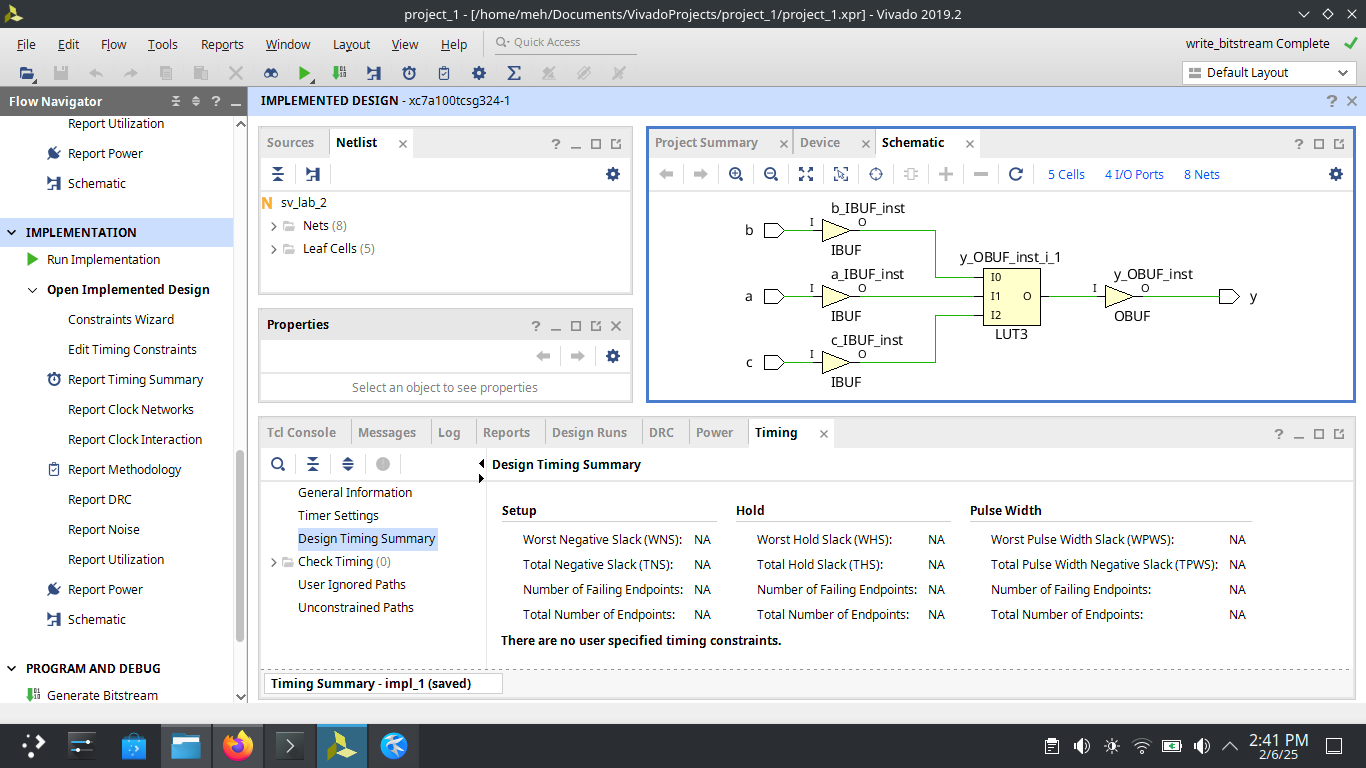 project_1 - [/home/meh/Documents/VivadoProjects/project_1/project_1.xpr] - Vivado 2019.2
File Edit Flow Tools Reports Window Layout View Help Quick Access
write_bitstream Complete
Default Layout
Flow Navigator
Report Utilization
Report Power
Schematic
IMPLEMENTATION
Run Implementation
Open Implemented Design
Constraints Wizard
Edit Timing Constraints
Report Timing Summary
Report Clock Networks
Report Clock Interaction
Report Methodology
Report DRC
Report Noise
Report Utilization
Report Power
Schematic
PROGRAM AND DEBUG
Generate Bitstream
IMPLEMENTED DESIGN - xc7a100tcsg324-1
Sources Netlist
N sv_lab_2
Nets (8)
Leaf Cells (5)
Properties
Select an object to see properties
Project Summary Device Schematic
5 Cells 4 I/O Ports 8 Nets
b_IBUF_inst
b I O
IBUF
a_IBUF_inst
a I O
IBUF
c_IBUF_inst
c I O
IBUF
y_OBUF_inst_i_1
I0
I1 O
I2
LUT3
y_OBUF_inst
I O y
OBUF
Tcl Console Messages Log Reports Design Runs DRC Power Timing
General Information
Timer Settings
Design Timing Summary
Check Timing (0)
User Ignored Paths
Unconstrained Paths
Design Timing Summary
Setup Hold Pulse Width
Worst Negative Slack (WNS): NA Worst Hold Slack (WHS): NA Worst Pulse Width Slack (WPWS): NA
Total Negative Slack (TNS): NA Total Hold Slack (THS): NA Total Pulse Width Negative Slack (TPWS): NA
Number of Failing Endpoints: NA Number of Failing Endpoints: NA Number of Failing Endpoints: NA
Total Number of Endpoints: NA Total Number of Endpoints: NA Total Number of Endpoints: NA
There are no user specified timing constraints.
Timing Summary - impl_1 (saved)
2:41 PM
2/6/25